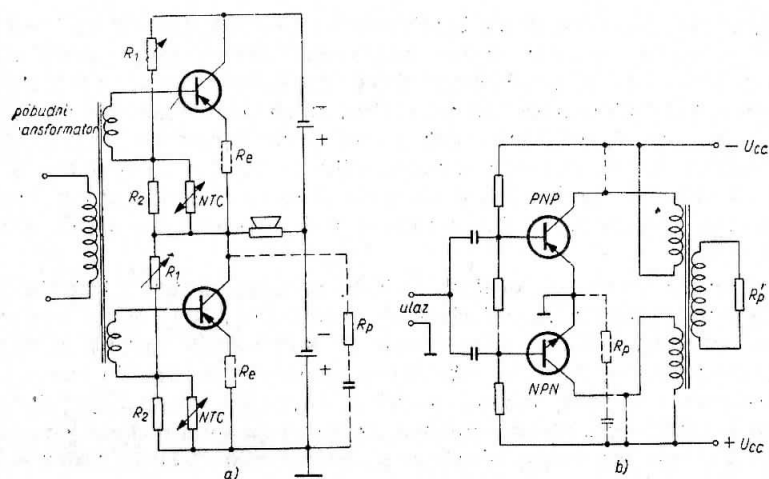 R₁
pobudni
ansformator
−
+
Re
R₂
NTC
R₁
Rp
−
+
Re
R₂
NTC
a)
− Ucc
PNP
ulaz
Rp
Rp'
NPN
+ Ucc
b)